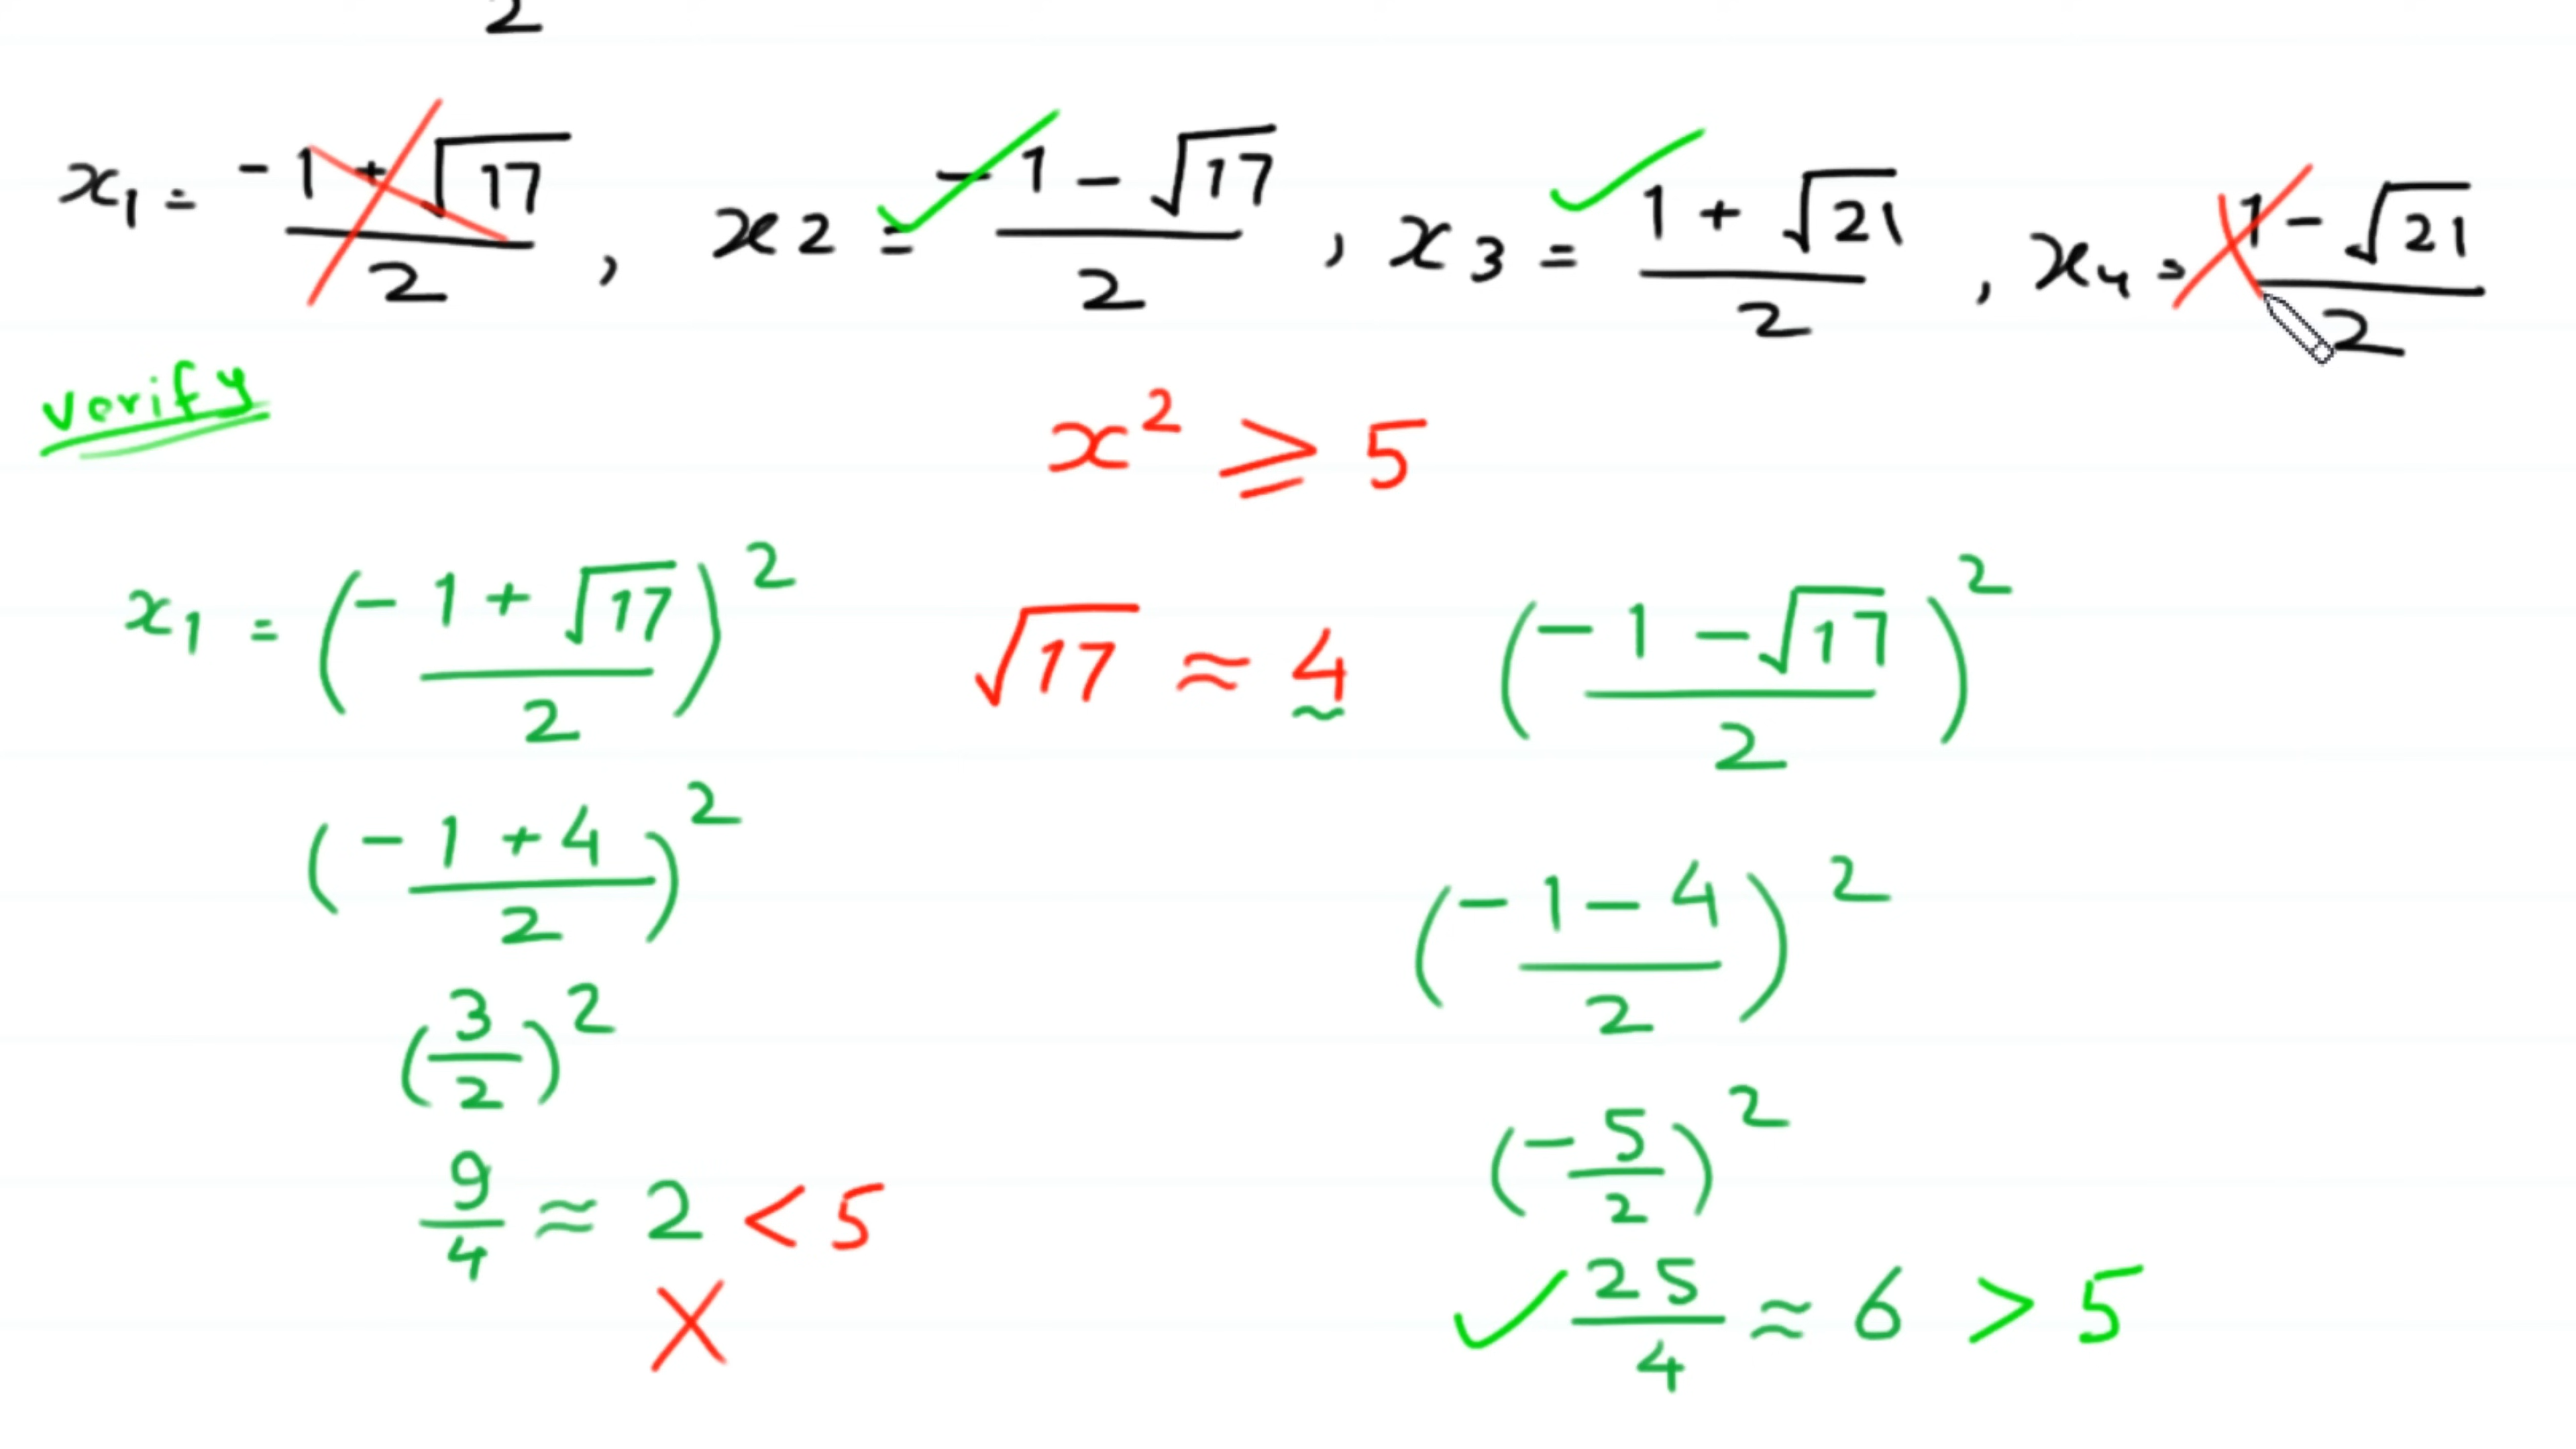 2
x₁ = (-1 + √17)/2 , x₂ = (-1 - √17)/2 , x₃ = (1 + √21)/2 , x₄ = (1 - √21)/2
verify
x² ≥ 5
x₁ = ((-1 + √17)/2)² √17 ≈ 4 ((-1 - √17)/2)²
((-1 + 4)/2)² ((-1 - 4)/2)²
(3/2)² (-5/2)²
9/4 ≈ 2 < 5 ✓ 25/4 ≈ 6 > 5
X